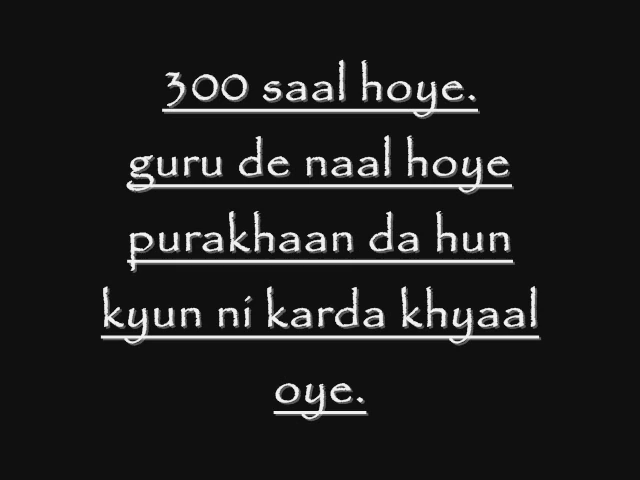 300 saal hoye.
guru de naal hoye
purakhaan da hun
kyun ni karda khyaal
oye.